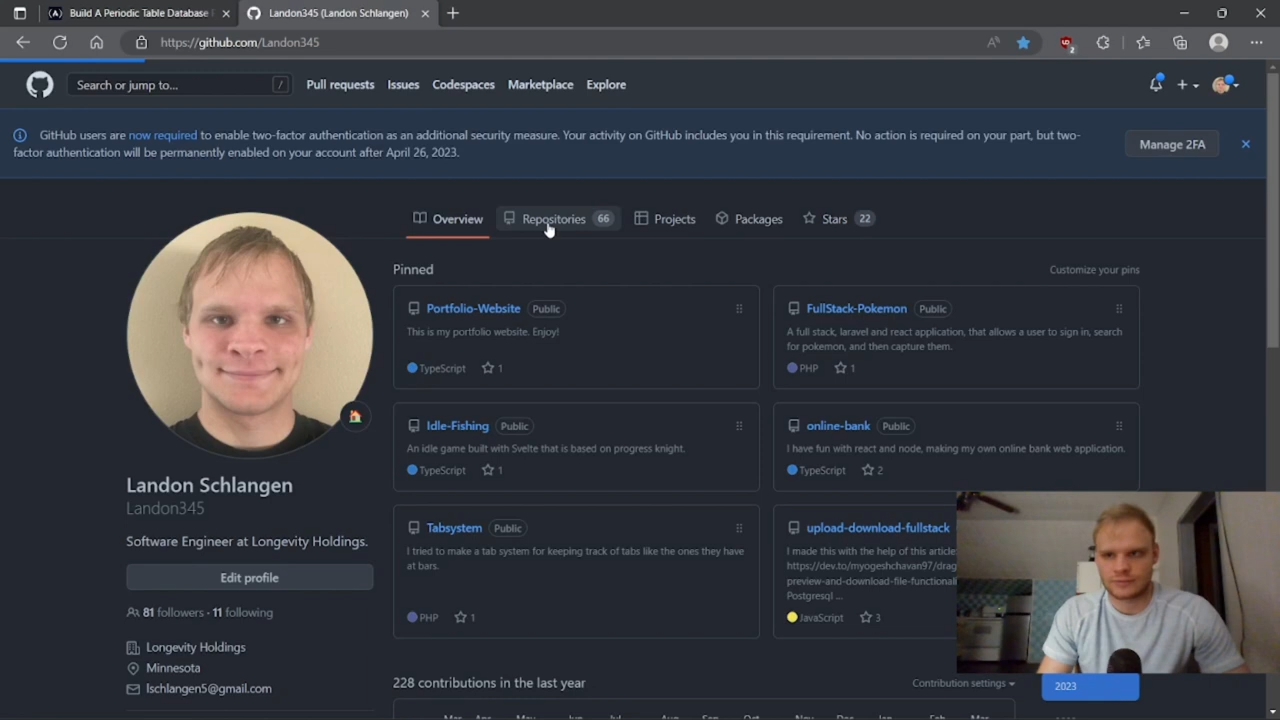 Build A Periodic Table Database
Landon345 (Landon Schlangen)
https://github.com/Landon345
2
Search or jump to...
/
Pull requests
Issues
Codespaces
Marketplace
Explore
GitHub users are now required to enable two-factor authentication as an additional security measure. Your activity on GitHub includes you in this requirement. No action is required on your part, but two-
factor authentication will be permanently enabled on your account after April 26, 2023.
Manage 2FA
Overview
Repositories 66
Projects
Packages
Stars 22
Pinned
Customize your pins
Portfolio-Website Public
This is my portfolio website. Enjoy!
TypeScript 1
FullStack-Pokemon Public
A full stack, laravel and react application, that allows a user to sign in, search
for pokemon, and then capture them.
PHP 1
Idle-Fishing Public
An idle game built with Svelte that is based on progress knight.
TypeScript 1
online-bank Public
I have fun with react and node, making my own online bank web application.
TypeScript 2
Tabsystem Public
I tried to make a tab system for keeping track of tabs like the ones they have
at bars.
PHP 1
upload-download-fullstack
I made this with the help of this article
https://dev.to/myogeshchavan97/drag
preview-and-download-file-functionali
Postgresql ...
JavaScript 3
Landon Schlangen
Landon345
Software Engineer at Longevity Holdings.
Edit profile
81 followers · 11 following
Longevity Holdings
Minnesota
lschlangen5@gmail.com
228 contributions in the last year
Contribution settings
2023